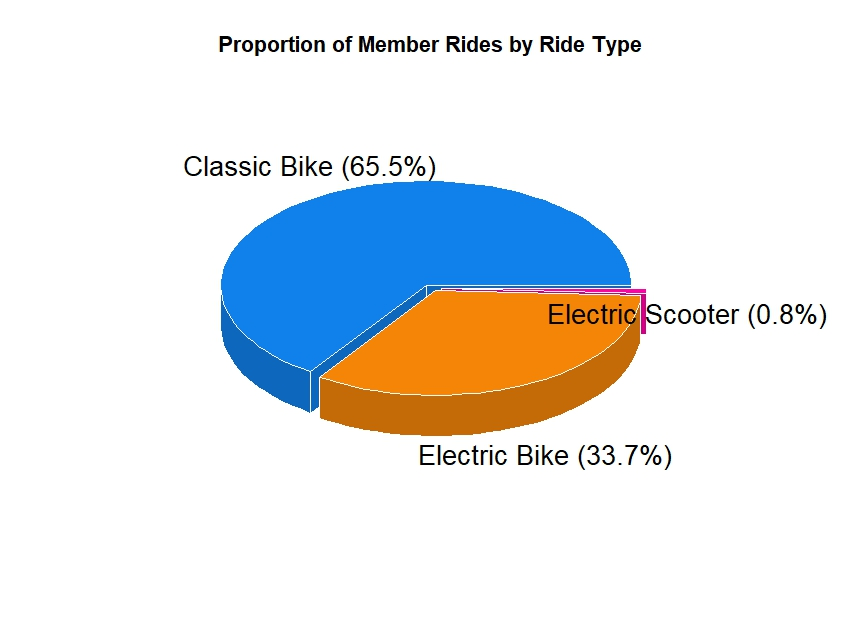 Proportion of Member Rides by Ride Type
Classic Bike (65.5%)
Electric Scooter (0.8%)
Electric Bike (33.7%)